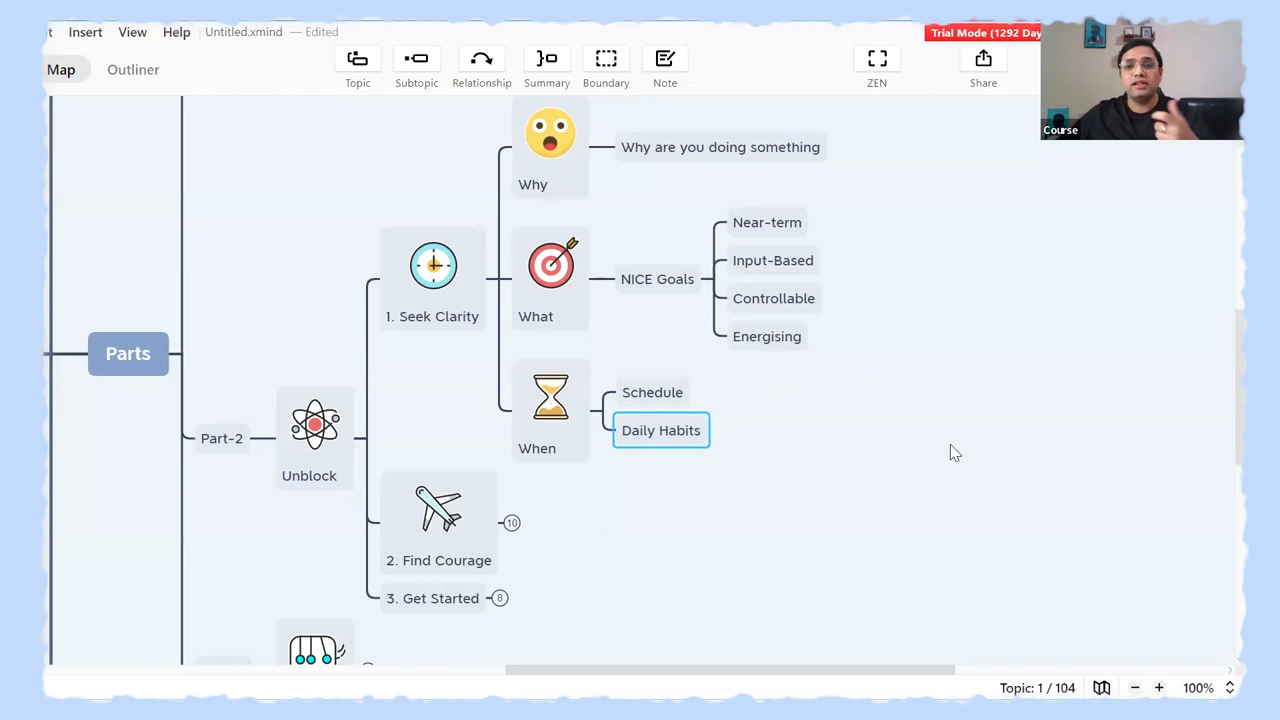 t Insert View Help Untitled.xmind — Edited
Trial Mode (1292 Day
Map Outliner
Topic Subtopic Relationship Summary Boundary Note ZEN Share
Course
Why
Why are you doing something
1. Seek Clarity
What
NICE Goals
Near-term
Input-Based
Controllable
Energising
When
Schedule
Daily Habits
Parts
Part-2
Unblock
2. Find Courage
10
3. Get Started
8
Topic: 1 / 104
100%